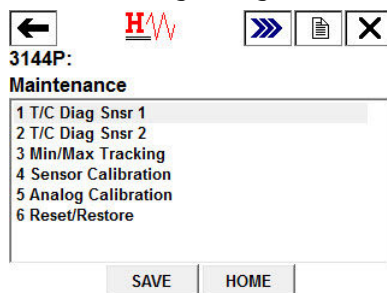 H
3144P:
Maintenance
1 T/C Diag Snsr 1
2 T/C Diag Snsr 2
3 Min/Max Tracking
4 Sensor Calibration
5 Analog Calibration
6 Reset/Restore
SAVE HOME